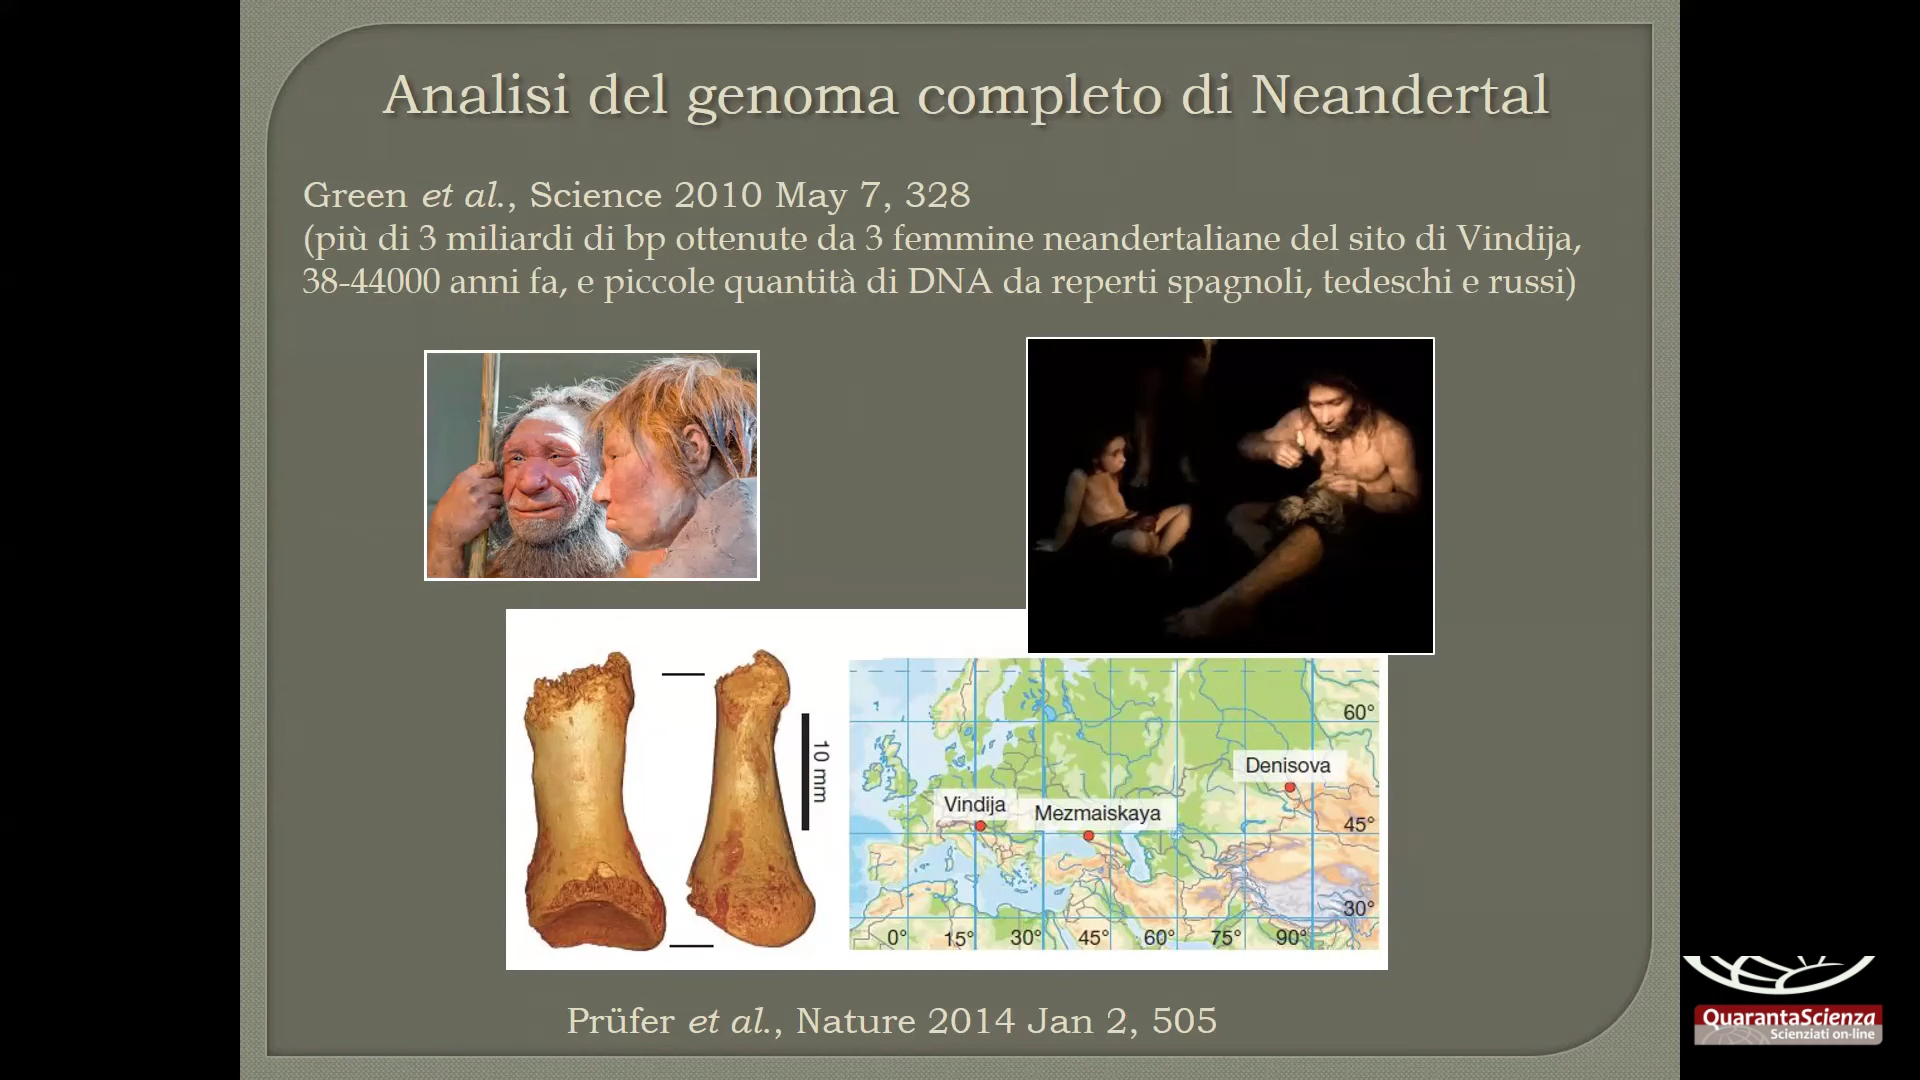 Analisi del genoma completo di Neandertal
Green et al., Science 2010 May 7, 328
(più di 3 miliardi di bp ottenute da 3 femmine neandertaliane del sito di Vindija,
38-44000 anni fa, e piccole quantità di DNA da reperti spagnoli, tedeschi e russi)
10 mm
60°
Denisova
Vindija
Mezmaiskaya
45°
30°
0° 15° 30° 45° 60° 75° 90°
Prüfer et al., Nature 2014 Jan 2, 505
QuarantaScienza
Scienziati on-line